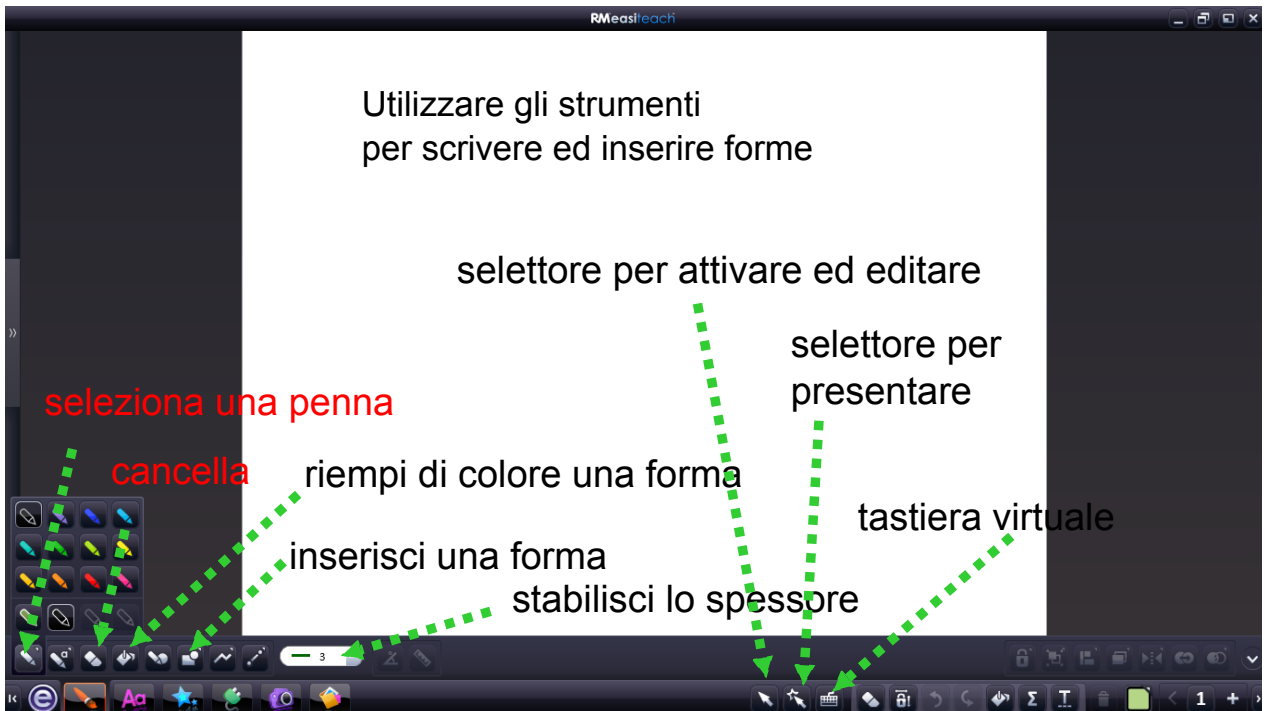 RMeasiteach
Utilizzare gli strumenti
per scrivere ed inserire forme
selettore per attivare ed editare
selettore per
presentare
seleziona una penna
cancella
riempi di colore una forma
tastiera virtuale
inserisci una forma
stabilisci lo spessore
3
Aa
Σ
T
1